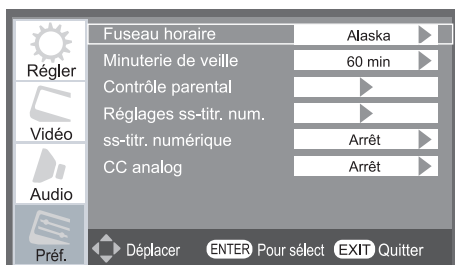 Régler
Vidéo
Audio
Préf.
Fuseau horaire Alaska
Minuterie de veille 60 min
Contrôle parental
Réglages ss-titr. num.
ss-titr. numérique Arrêt
CC analog Arrêt
Déplacer ENTER Pour sélect EXIT Quitter